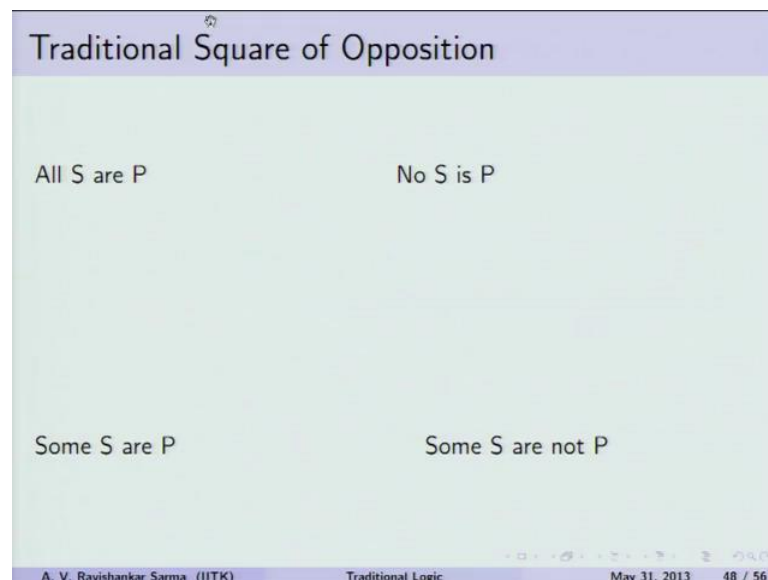 Traditional Square of Opposition
All S are P No S is P
Some S are P Some S are not P
A. V. Ravishankar Sarma (IITK) Traditional Logic May 31, 2013 48 / 56